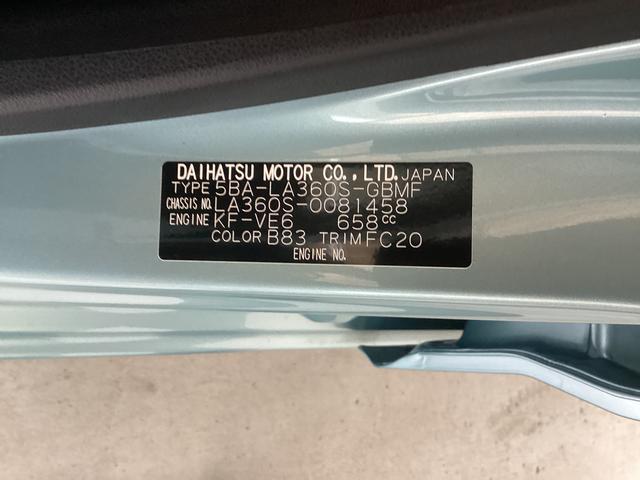 DAIHATSU MOTOR CO., LTD. JAPAN
TYPE 5BA-LA360S-GBMF
CHASSIS NO. LA360S-0081458
ENGINE KF-VE6 658cc
COLOR B83 TRIM FC20
ENGINE NO.